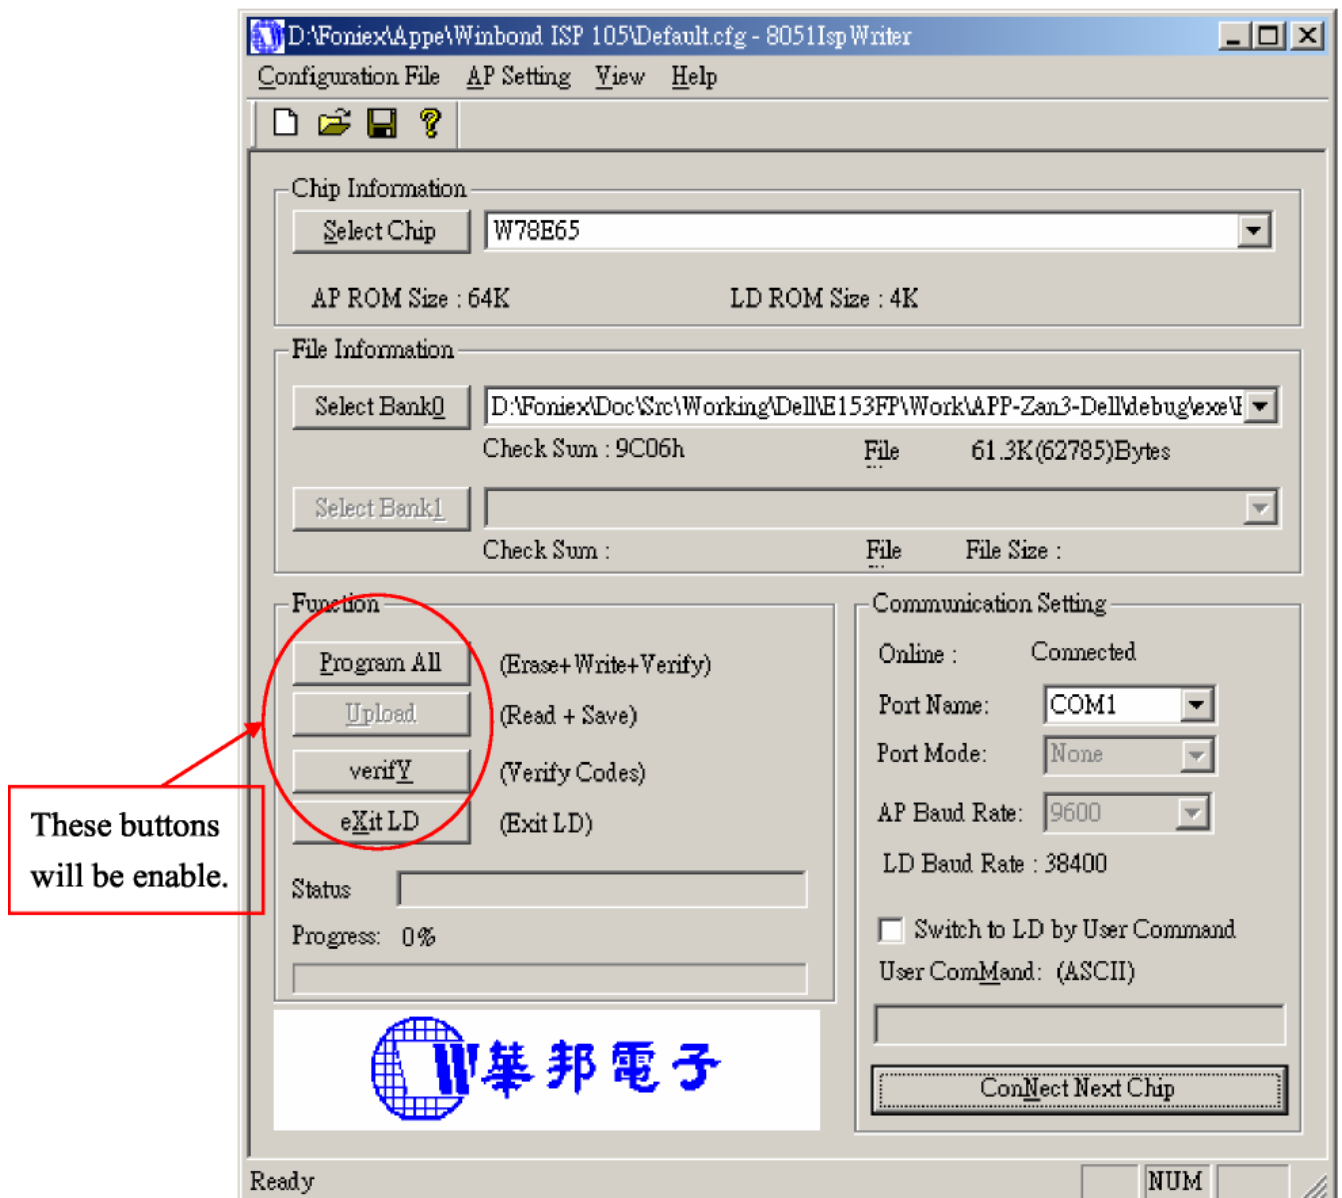 D:\Foniex\Appe\Winbond ISP 105\Default.cfg - 8051IspWriter
Configuration File AP Setting View Help
Chip Information
Select Chip W78E65
AP ROM Size : 64K LD ROM Size : 4K
File Information
Select Bank0 D:\Foniex\Doc\Src\Working\Dell\E153FP\Work\APP-Zan3-Dell\debug\exe\
Check Sum : 9C06h File 61.3K(62785)Bytes
Select Bank1
Check Sum : File File Size :
Function
Program All (Erase+Write+Verify)
Upload (Read + Save)
verifY (Verify Codes)
eXit LD (Exit LD)
Status
Progress: 0%
Communication Setting
Online : Connected
Port Name: COM1
Port Mode: None
AP Baud Rate: 9600
LD Baud Rate : 38400
Switch to LD by User Command
User ComMand: (ASCII)
ConNect Next Chip
These buttons
will be enable.
華邦電子
Ready NUM